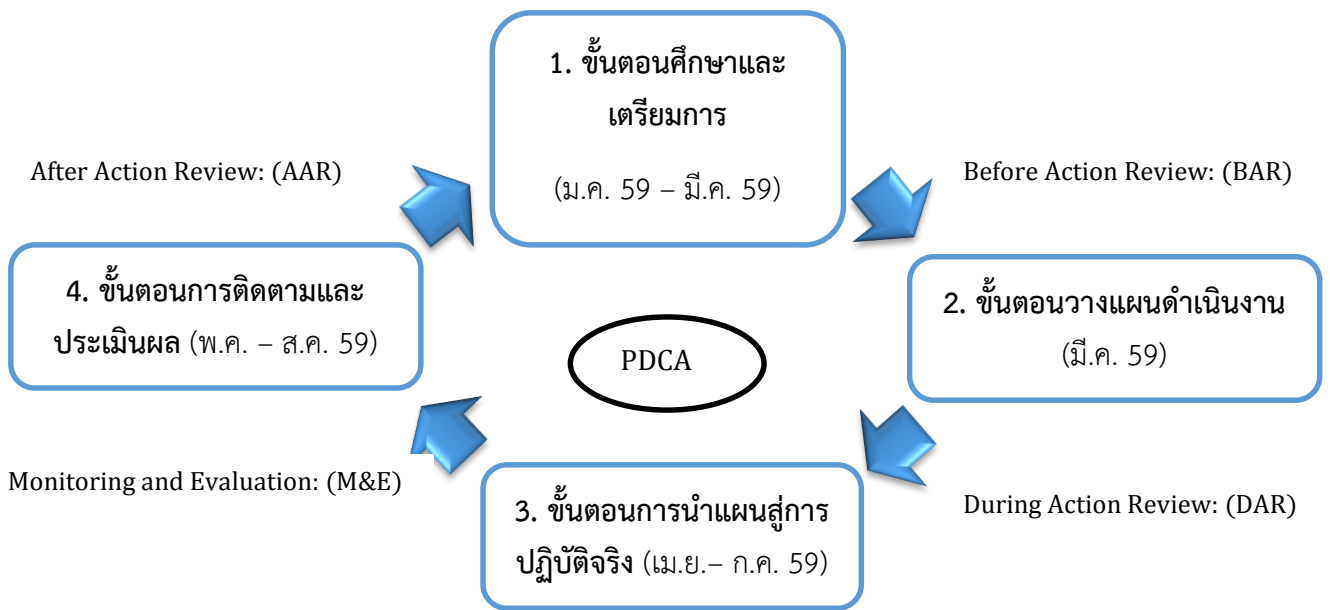 1. ขั้นตอนศึกษาและ
เตรียมการ
(ม.ค. 59 – มี.ค. 59)
After Action Review: (AAR)
Before Action Review: (BAR)
4. ขั้นตอนการติดตามและ
ประเมินผล (พ.ค. – ส.ค. 59)
2. ขั้นตอนวางแผนดำเนินงาน
(มี.ค. 59)
PDCA
Monitoring and Evaluation: (M&E)
During Action Review: (DAR)
3. ขั้นตอนการนำแผนสู่การ
ปฏิบัติจริง (เม.ย.– ก.ค. 59)